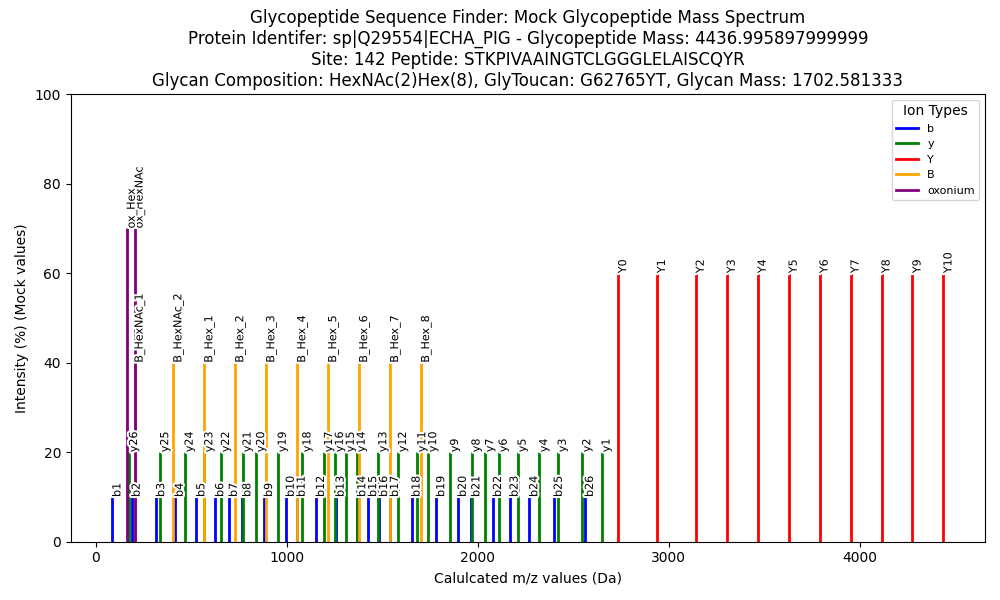 Glycopeptide Sequence Finder: Mock Glycopeptide Mass Spectrum
Protein Identifer: sp|Q29554|ECHA_PIG - Glycopeptide Mass: 4436.995897999999
Site: 142 Peptide: STKPIVAAINGTCLGGGLELAISCQYR
Glycan Composition: HexNAc(2)Hex(8), GlyToucan: G62765YT, Glycan Mass: 1702.581333
Intensity (%) (Mock values)
100
80
60
40
20
0
Ion Types
b
y
Y
B
oxonium
ox_Hex
ox_HexNAc
Y0
Y1
Y2
Y3
Y4
Y5
Y6
Y7
Y8
Y9
Y10
B_HexNAc_1
B_HexNAc_2
B_Hex_1
B_Hex_2
B_Hex_3
B_Hex_4
B_Hex_5
B_Hex_6
B_Hex_7
B_Hex_8
y26
y25
y24
y23
y22
y21
y20
y19
y18
y17
y16
y15
y14
y13
y12
y11
y10
y9
y8
y7
y6
y5
y4
y3
y2
y1
b1
b2
b3
b4
b5
b6
b7
b8
b9
b10
b11
b12
b13
b14
b15
b16
b17
b18
b19
b20
b21
b22
b23
b24
b25
b26
0
1000
2000
3000
4000
Calulcated m/z values (Da)